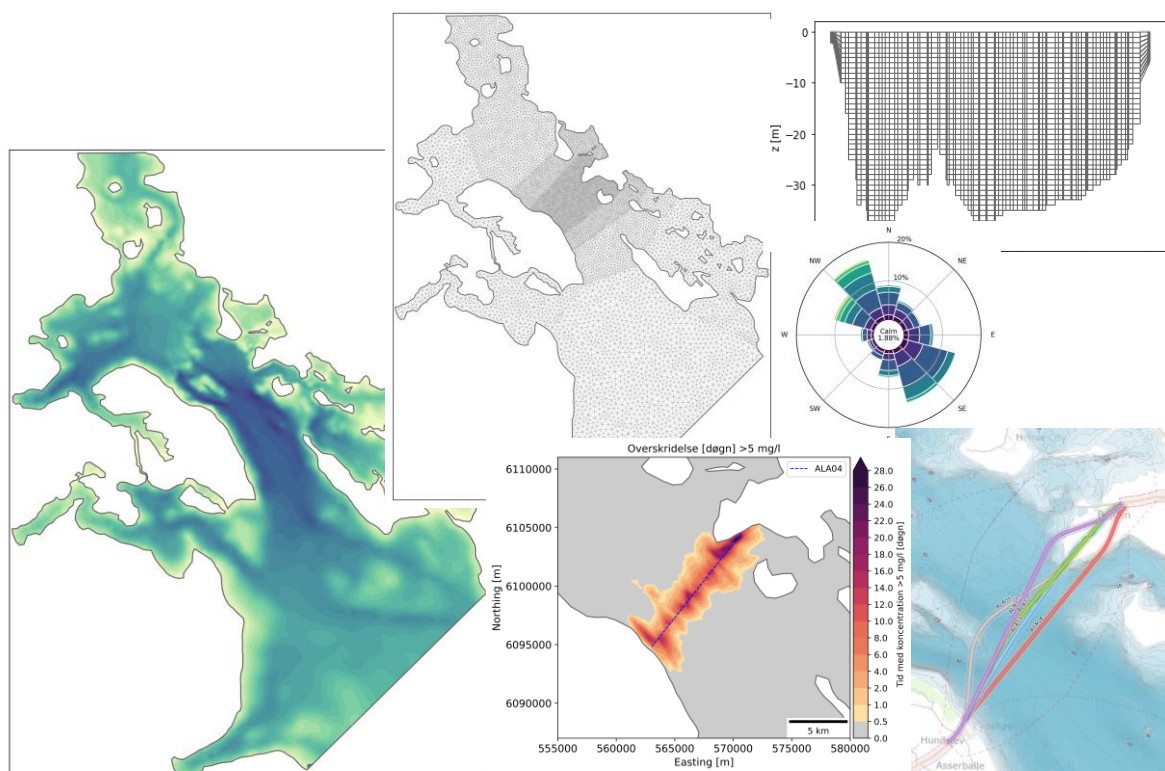 0
−10
−20
−30
z [m]
N
20%
NW
NE
10%
W
Calm
1.88%
E
SW
SE
Overskridelse [døgn] >5 mg/l
ALA04
6110000
6105000
6100000
6095000
6090000
Northing [m]
555000
560000
565000
570000
575000
580000
Easting [m]
5 km
28.0
26.0
24.0
22.0
20.0
18.0
16.0
14.0
12.0
10.0
8.0
6.0
4.0
2.0
1.0
0.5
0.0
Tid med koncentration >5 mg/l [døgn]
Asserballe